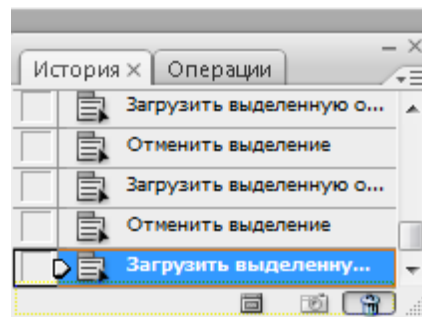 История × Операции
Загрузить выделенную о...
Отменить выделение
Загрузить выделенную о...
Отменить выделение
Загрузить выделенну...